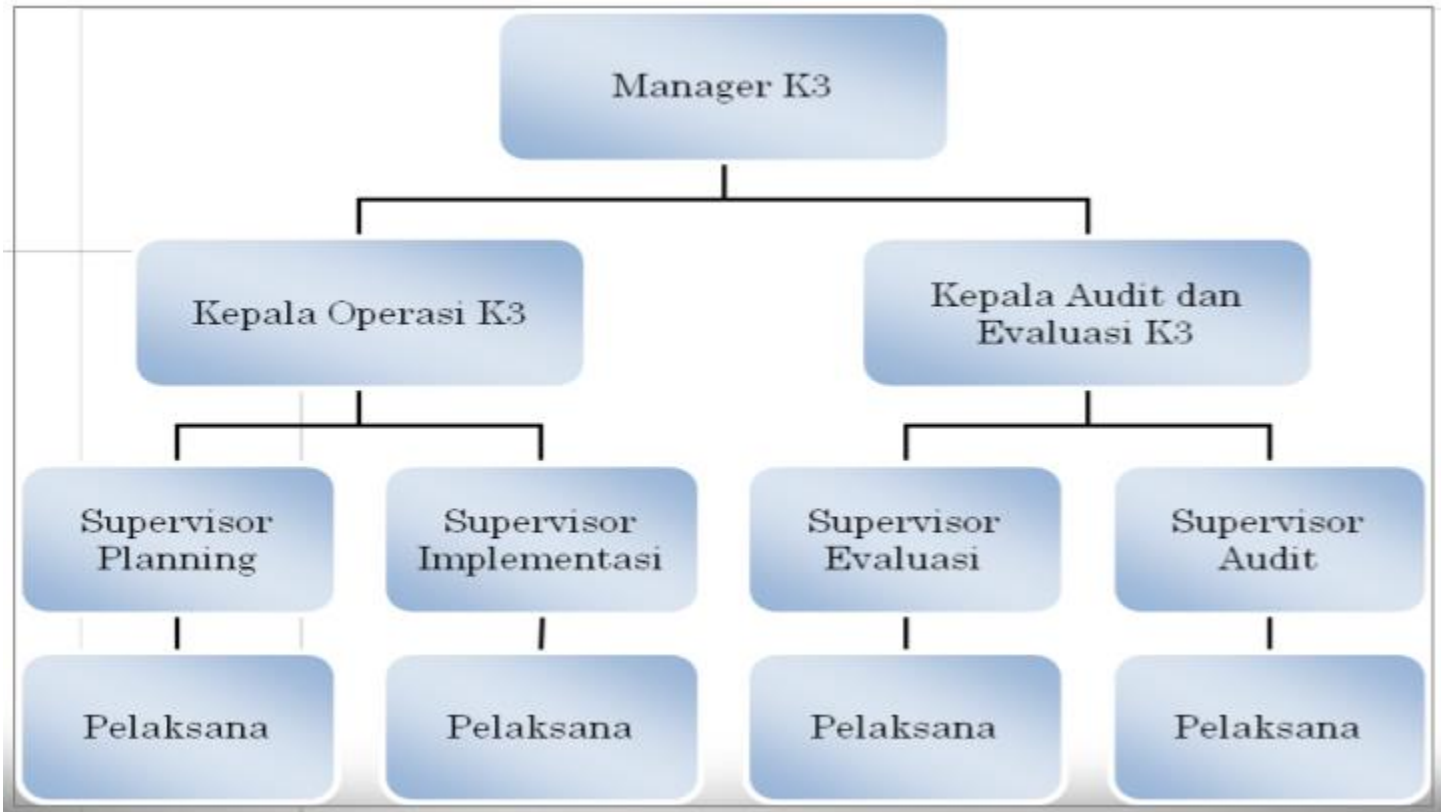 Manager K3
Kepala Operasi K3
Kepala Audit dan
Evaluasi K3
Supervisor
Planning
Supervisor
Implementasi
Supervisor
Evaluasi
Supervisor
Audit
Pelaksana
Pelaksana
Pelaksana
Pelaksana